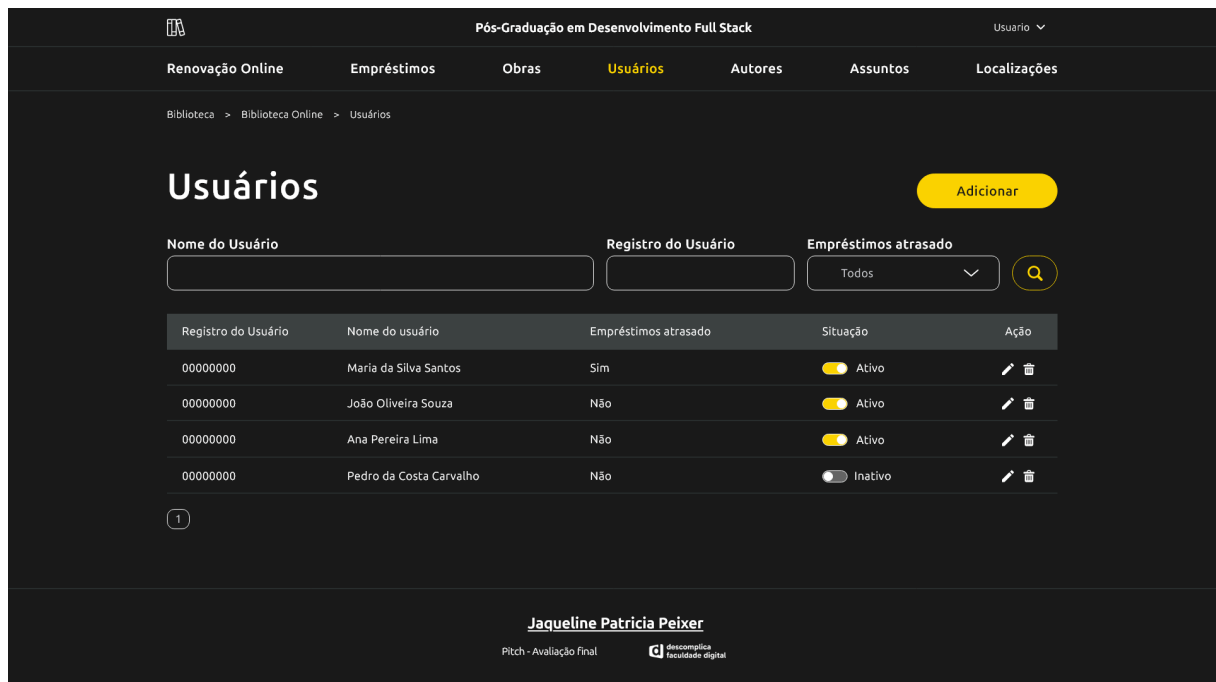 Pós-Graduação em Desenvolvimento Full Stack Usuario
Renovação Online Empréstimos Obras Usuários Autores Assuntos Localizações
Biblioteca > Biblioteca Online > Usuários
Usuários Adicionar
Nome do Usuário Registro do Usuário Empréstimos atrasado
Todos
Registro do Usuário Nome do usuário Empréstimos atrasado Situação Ação
00000000 Maria da Silva Santos Sim Ativo
00000000 João Oliveira Souza Não Ativo
00000000 Ana Pereira Lima Não Ativo
00000000 Pedro da Costa Carvalho Não Inativo
1
Jaqueline Patricia Peixer
Pitch - Avaliação final descomplica
faculdade digital